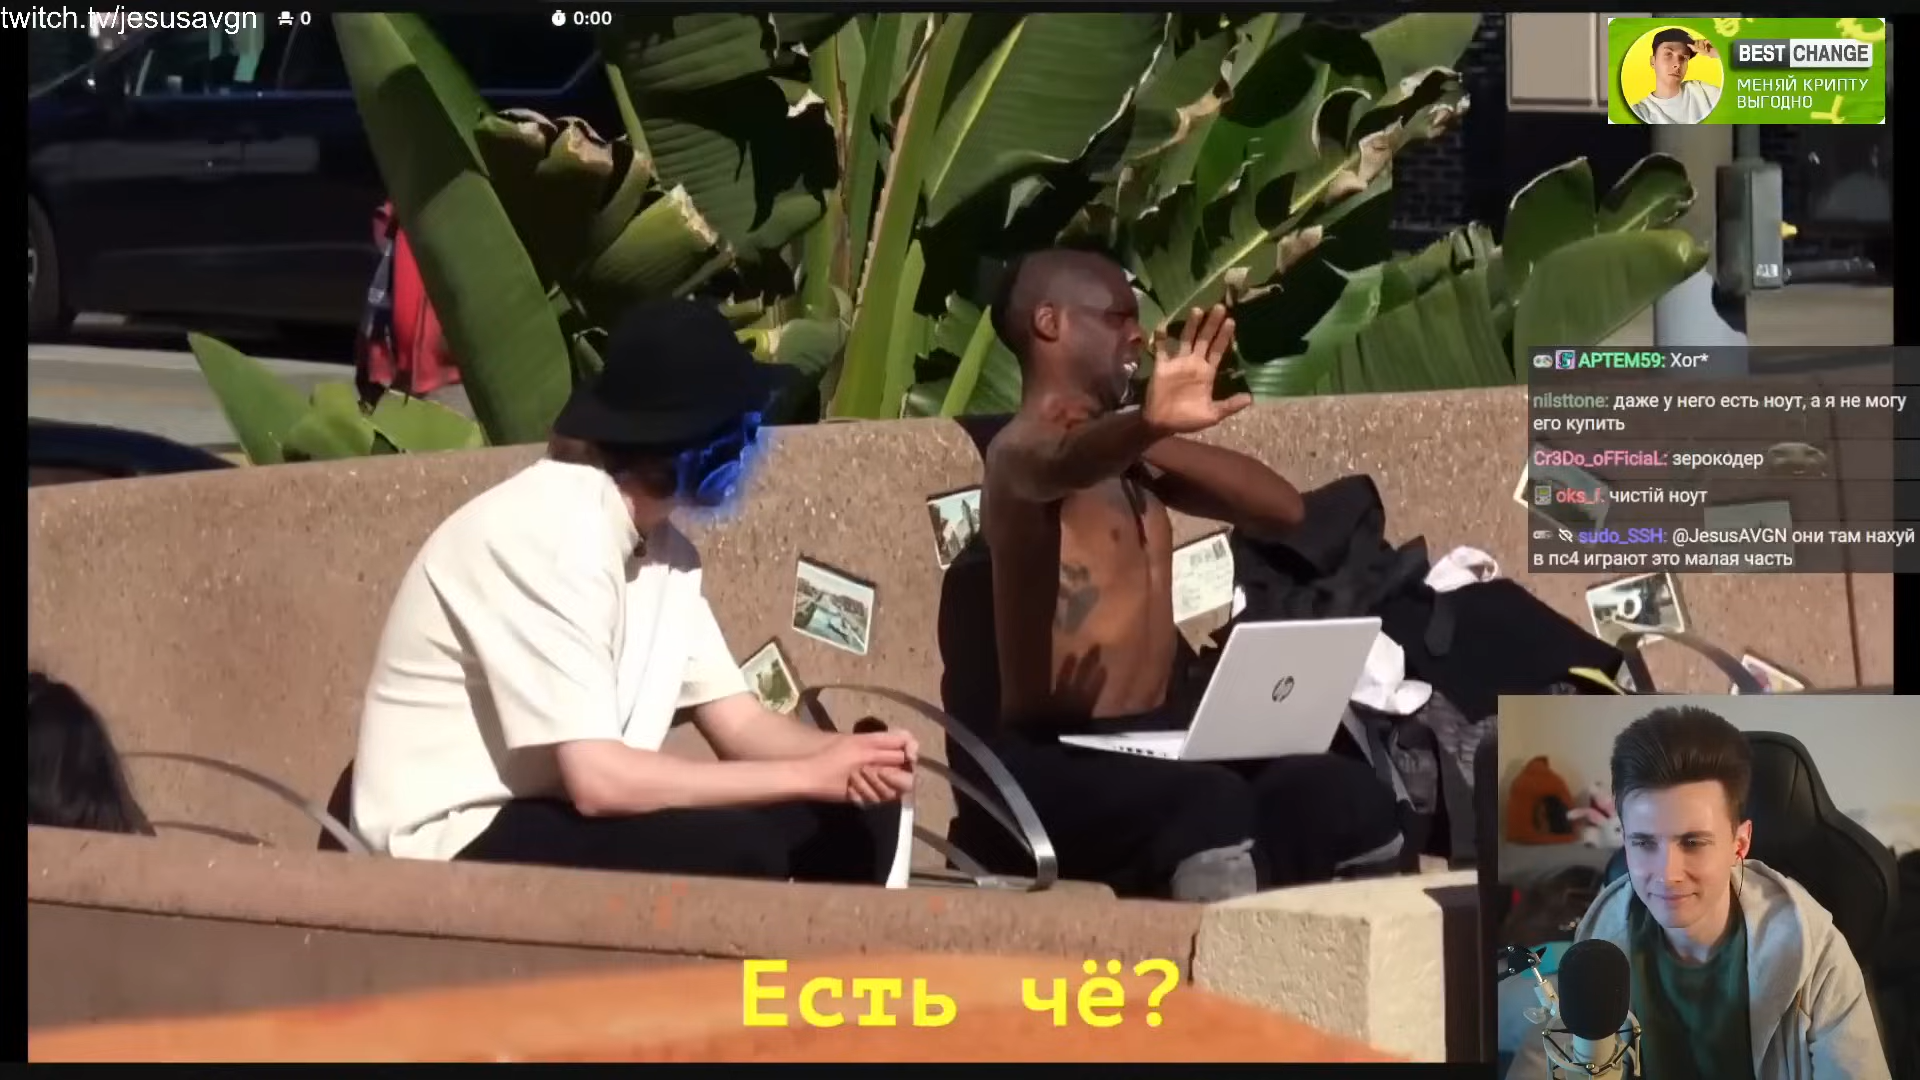 twitch.tv/jesusavgn
0
0:00
BEST CHANGE
МЕНЯЙ КРИПТУ
ВЫГОДНО
APTEM59: Хог*
nilsttone: даже у него есть ноут, а я не могу
его купить
Cr3Do_oFFiciaL: зерокодер
oks_f. чистій ноут
sudo_SSH: @JesusAVGN они там нахуй
в пс4 играют это малая часть
hp
Есть чё?